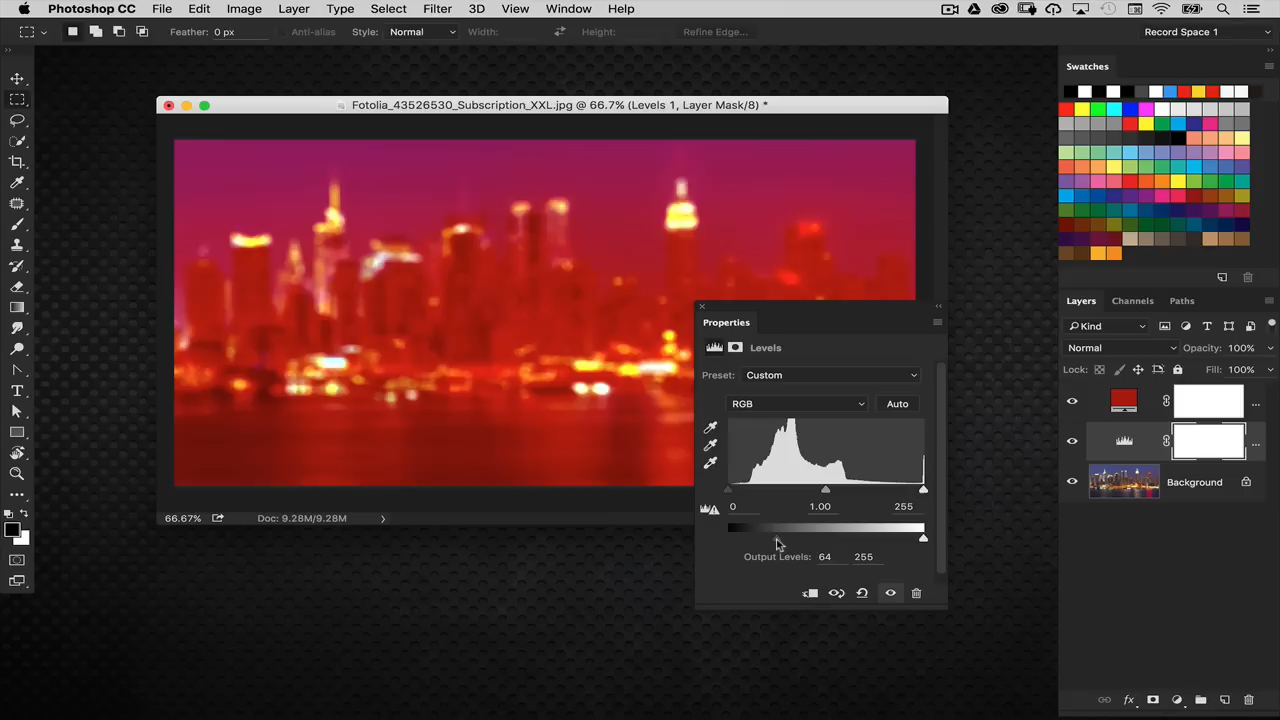 Photoshop CC File Edit Image Layer Type Select Filter 3D View Window Help
Feather: 0 px Anti-alias Style: Normal Width: Height: Refine Edge... Record Space 1
Fotolia_43526530_Subscription_XXL.jpg @ 66.7% (Levels 1, Layer Mask/8) *
66.67% Doc: 9.28M/9.28M
Properties
Levels
Preset: Custom
RGB Auto
0 1.00 255
Output Levels: 64 255
Swatches
Layers Channels Paths
Kind
Normal Opacity: 100%
Lock: Fill: 100%
Background
fx